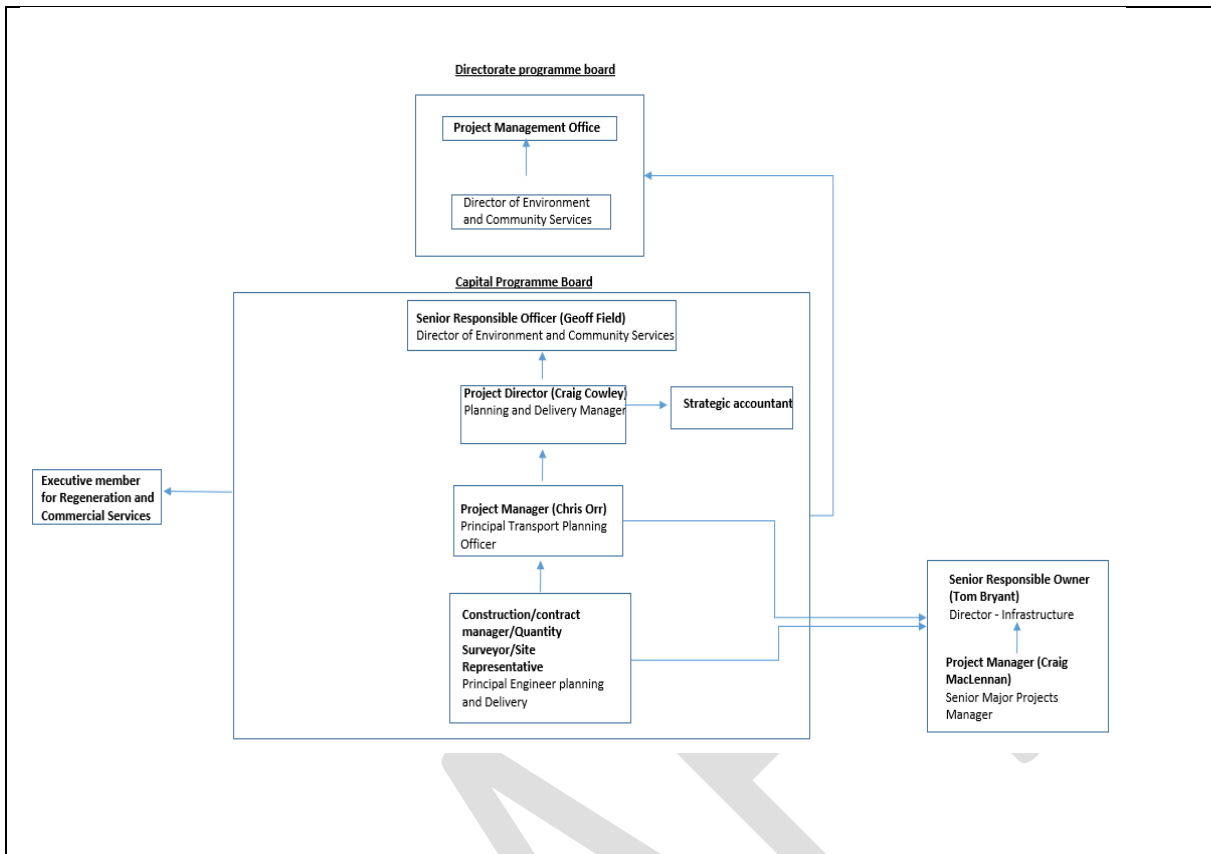 Directorate programme board
Project Management Office
Director of Environment
and Community Services
Capital Programme Board
Senior Responsible Officer (Geoff Field)
Director of Environment and Community Services
Project Director (Craig Cowley)
Planning and Delivery Manager
Strategic accountant
Executive member
for Regeneration and
Commercial Services
Project Manager (Chris Orr)
Principal Transport Planning
Officer
Construction/contract
manager/Quantity
Surveyor/Site
Representative
Principal Engineer planning
and Delivery
Senior Responsible Owner
(Tom Bryant)
Director - Infrastructure
Project Manager (Craig
MacLennan)
Senior Major Projects
Manager